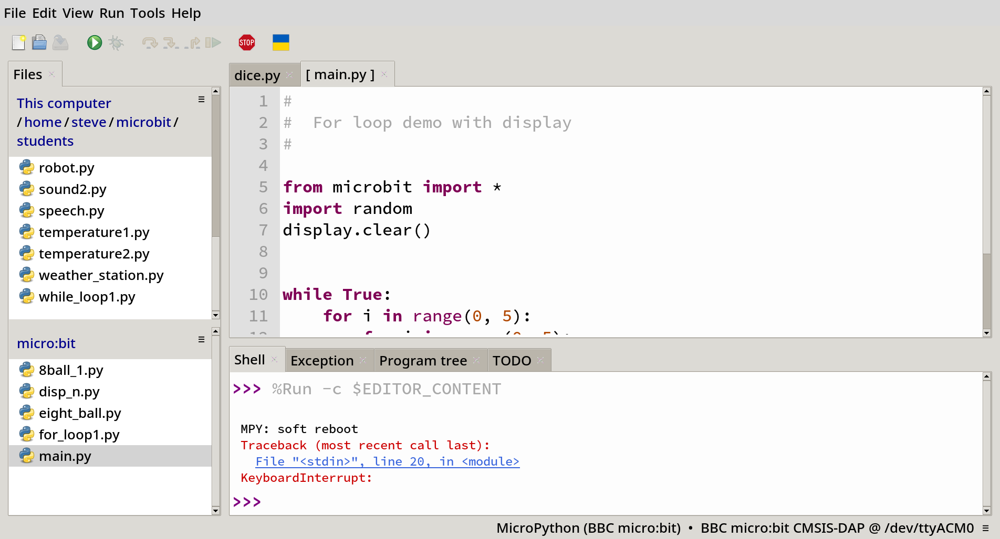 File Edit View Run Tools Help
STOP
Files
This computer
/ home / steve / microbit /
students
robot.py
sound2.py
speech.py
temperature1.py
temperature2.py
weather_station.py
while_loop1.py
micro:bit
8ball_1.py
disp_n.py
eight_ball.py
for_loop1.py
main.py
dice.py
[ main.py ]
1 #
2 #  For loop demo with display
3 #
4
5 from microbit import *
6 import random
7 display.clear()
8
9
10 while True:
11     for i in range(0, 5):
Shell
Exception
Program tree
TODO
>>> %Run -c $EDITOR_CONTENT
MPY: soft reboot
Traceback (most recent call last):
  File "<stdin>", line 20, in <module>
KeyboardInterrupt:
>>>
MicroPython (BBC micro:bit) • BBC micro:bit CMSIS-DAP @ /dev/ttyACM0 ≡